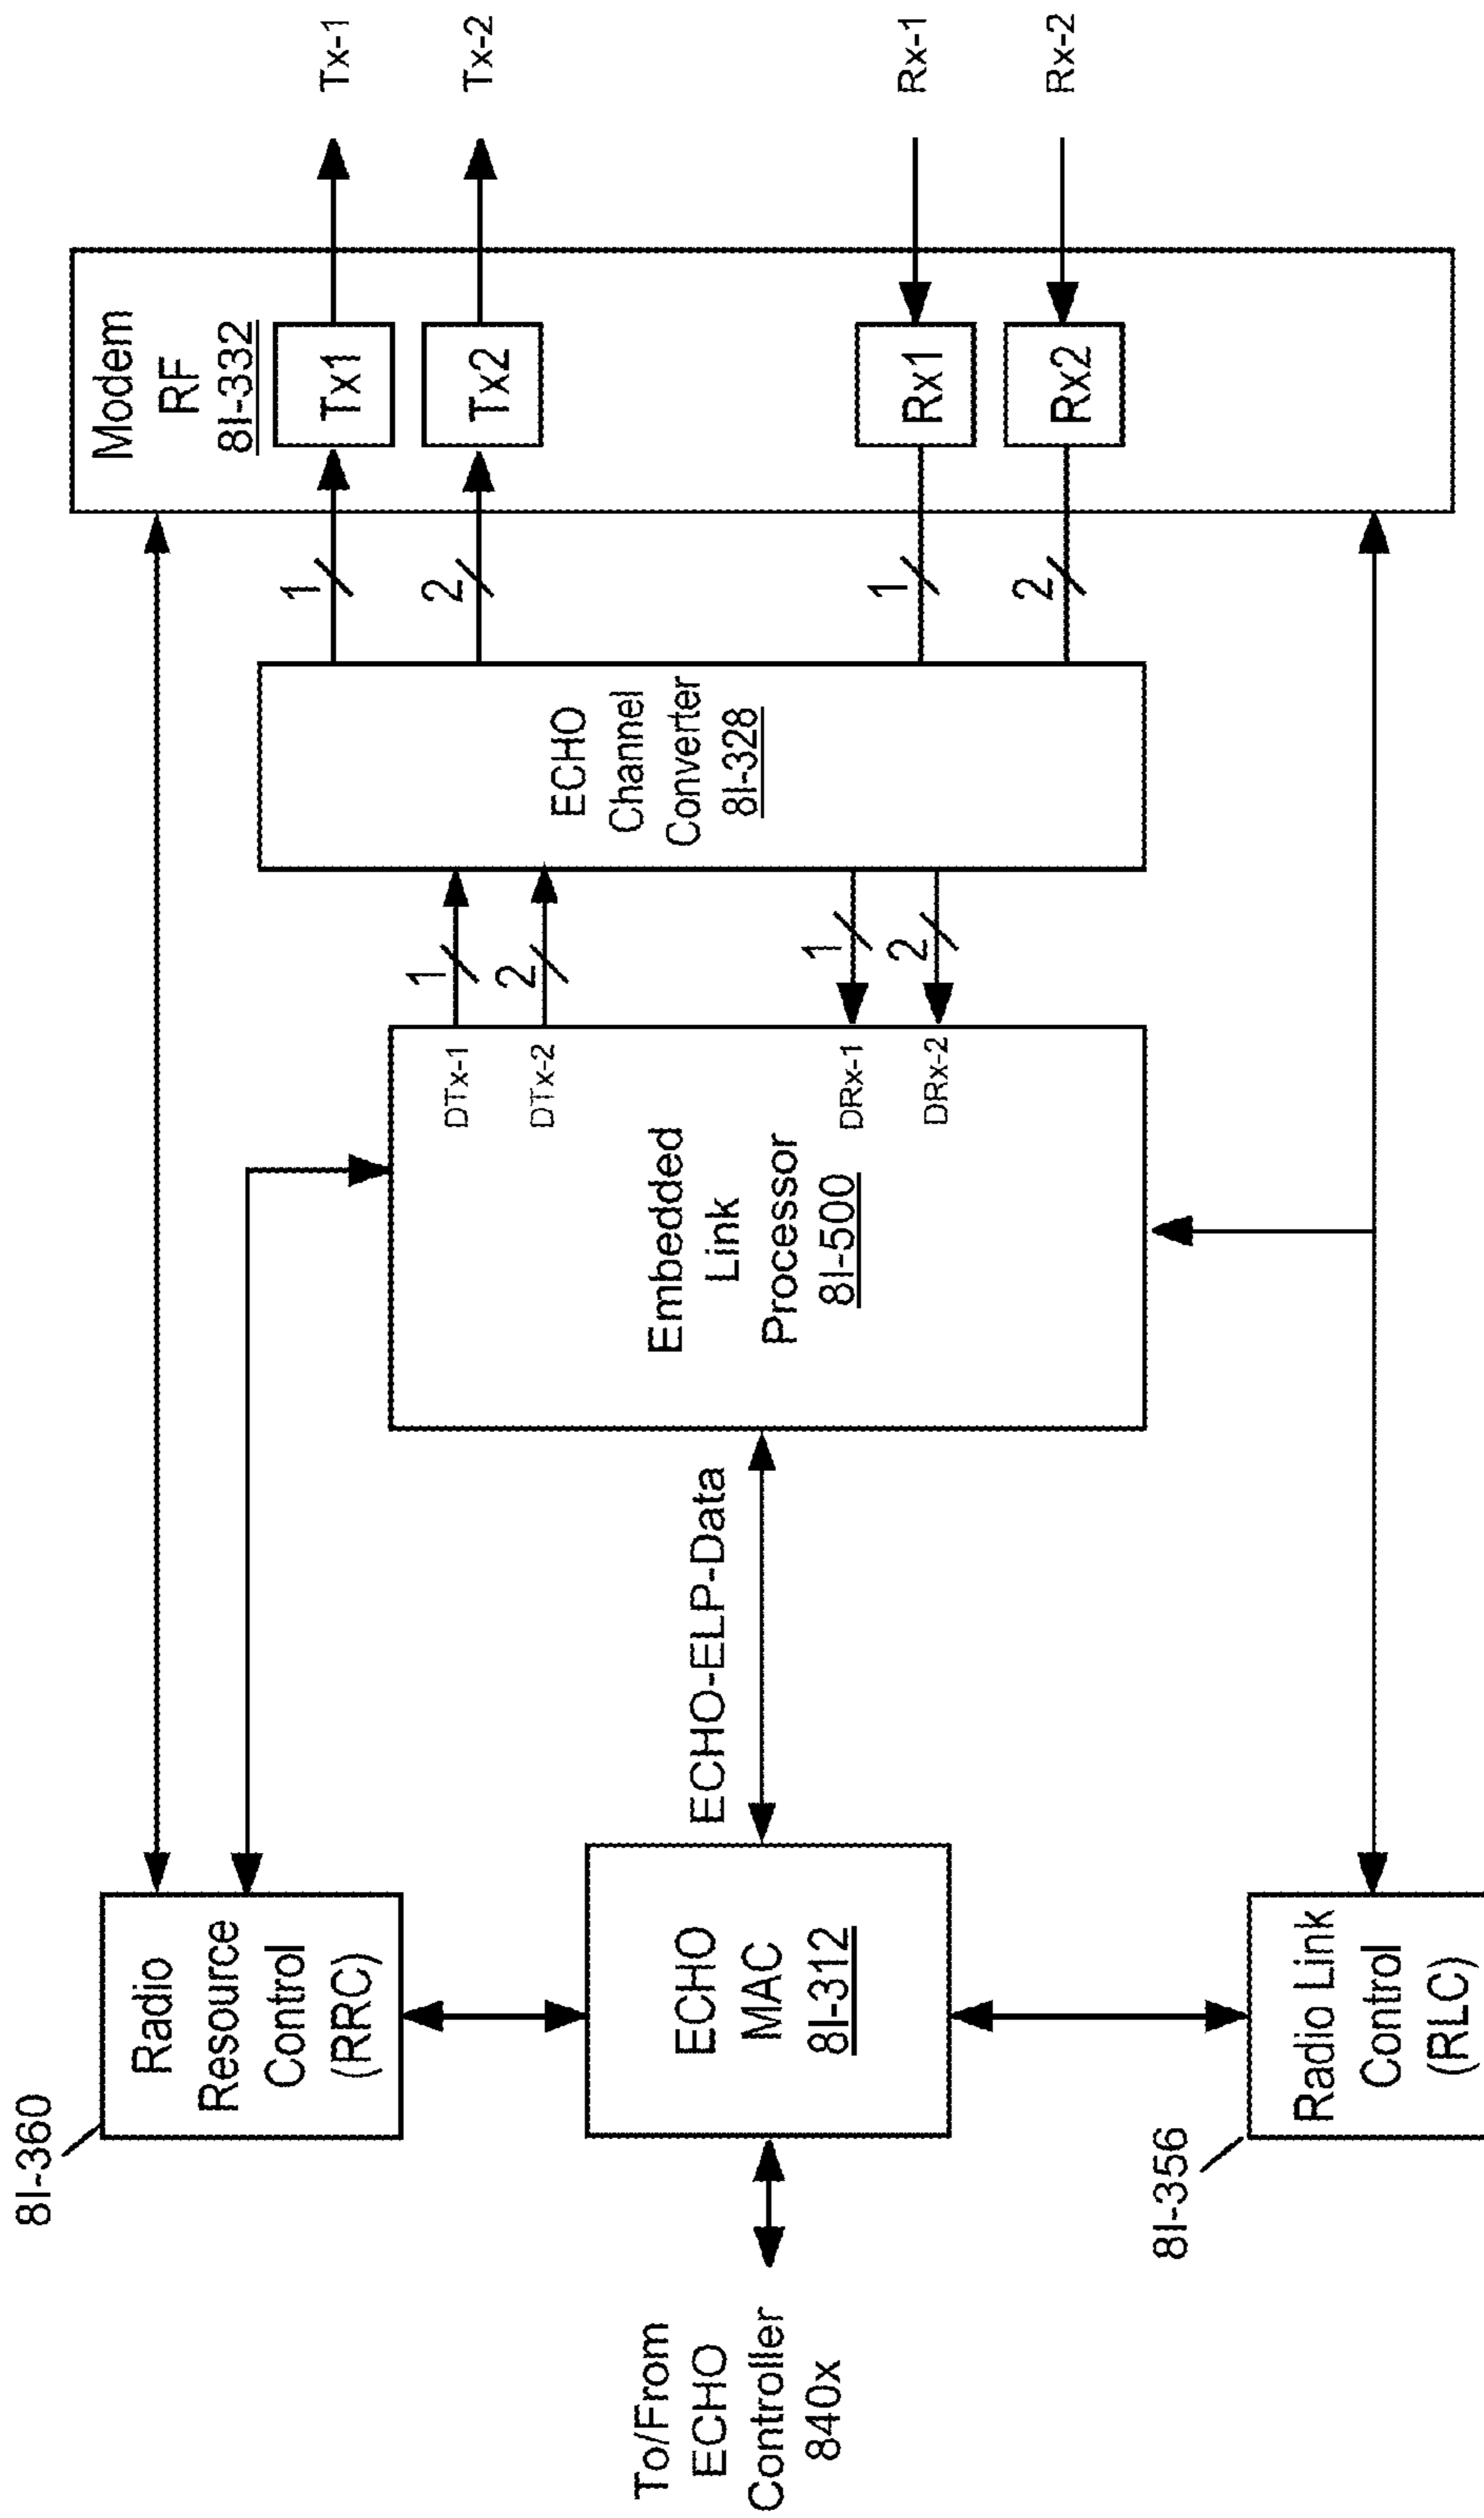 8I-360
Radio
Resource
Control
(RRC)
Modem
RF
8I-332
Tx1
Tx-1
Tx2
Tx-2
1
2
To/From
ECHO
Controller
840x
ECHO
MAC
8I-312
ECHO-ELP-Data
Embedded
Link
Processor
8I-500
DTx-1
DTx-2
DRx-1
DRx-2
1
2
1
2
ECHO
Channel
Converter
8I-328
1
2
Rx1
Rx-1
Rx2
Rx-2
8I-356
Radio Link
Control
(RLC)